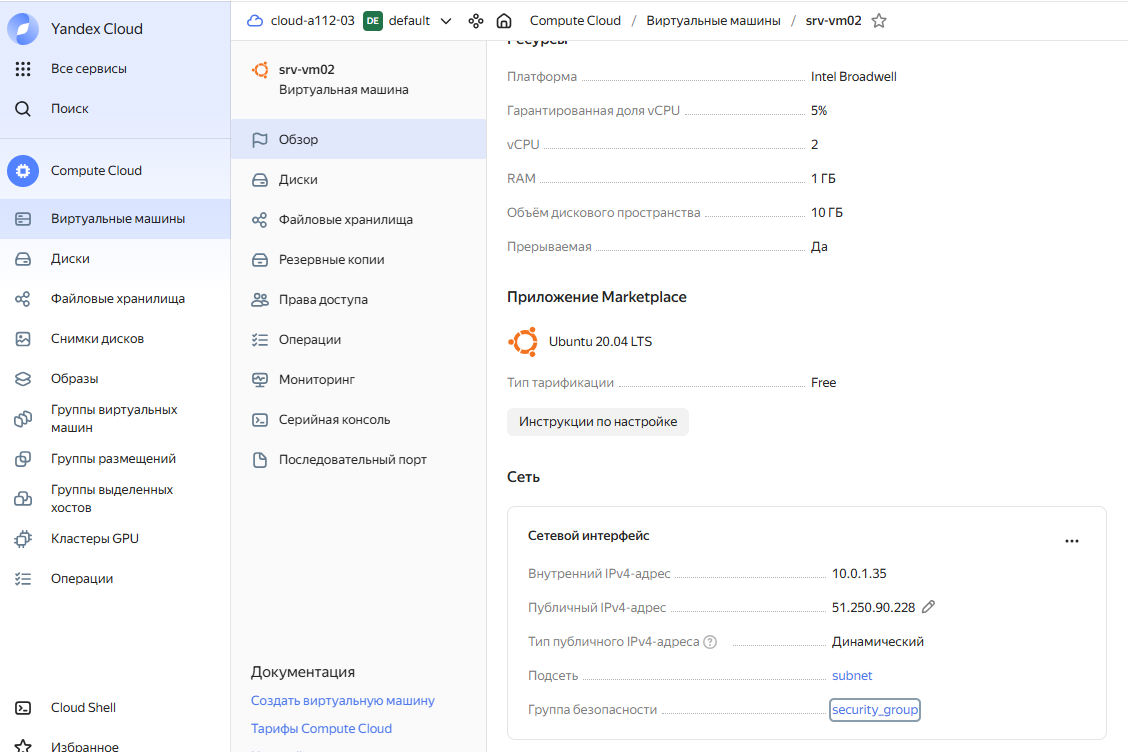 Yandex Cloud
Все сервисы
Поиск
Compute Cloud
Виртуальные машины
Диски
Файловые хранилища
Снимки дисков
Образы
Группы виртуальных
машин
Группы размещений
Группы выделенных
хостов
Кластеры GPU
Операции
Cloud Shell
Избранное
cloud-a112-03 DE default Compute Cloud / Виртуальные машины / srv-vm02
srv-vm02
Виртуальная машина
Обзор
Диски
Файловые хранилища
Резервные копии
Права доступа
Операции
Мониторинг
Серийная консоль
Последовательный порт
Документация
Создать виртуальную машину
Тарифы Compute Cloud
Ресурсы
Платформа Intel Broadwell
Гарантированная доля vCPU 5%
vCPU 2
RAM 1 ГБ
Объём дискового пространства 10 ГБ
Прерываемая Да
Приложение Marketplace
Ubuntu 20.04 LTS
Тип тарификации Free
Инструкции по настройке
Сеть
Сетевой интерфейс
Внутренний IPv4-адрес 10.0.1.35
Публичный IPv4-адрес 51.250.90.228
Тип публичного IPv4-адреса Динамический
Подсеть subnet
Группа безопасности security_group